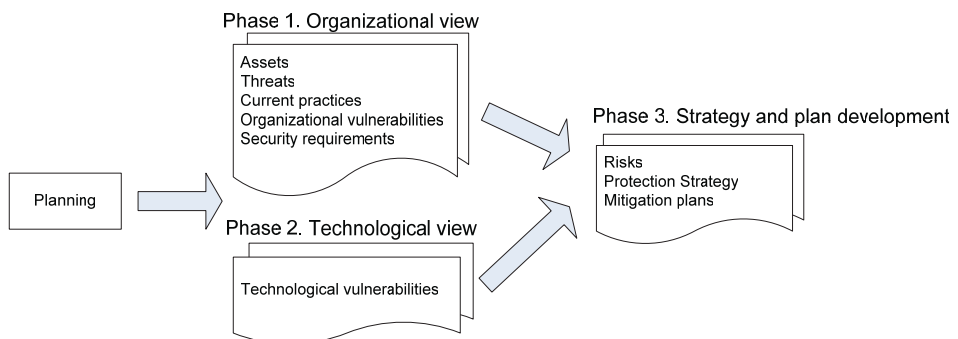 Phase 1. Organizational view
Assets
Threats
Current practices
Organizational vulnerabilities
Security requirements
Planning
Phase 2. Technological view
Technological vulnerabilities
Phase 3. Strategy and plan development
Risks
Protection Strategy
Mitigation plans